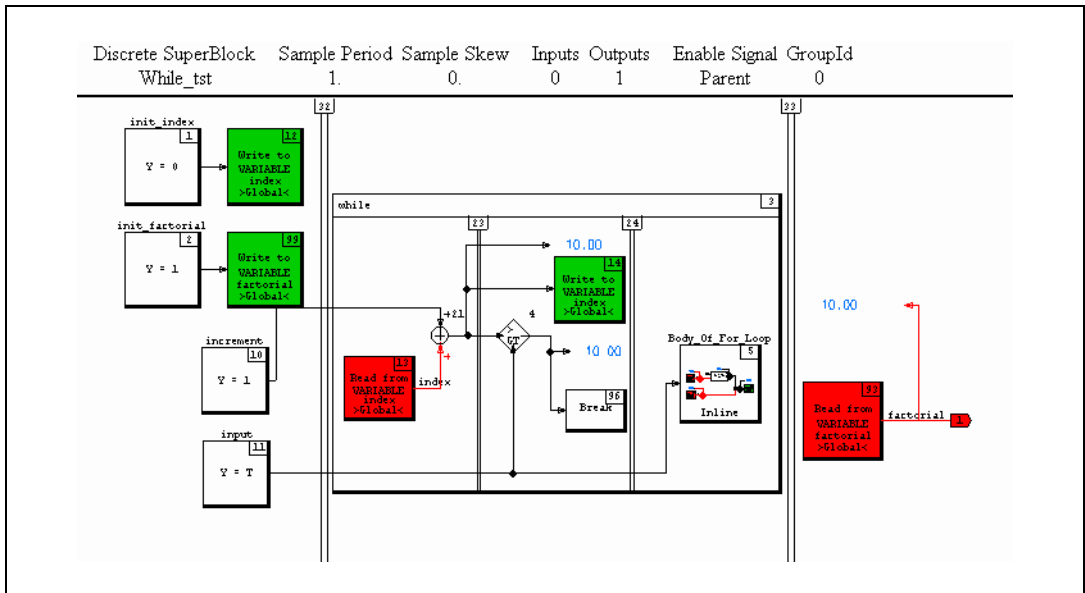 Discrete SuperBlock Sample Period Sample Skew Inputs Outputs Enable Signal GroupId
While_tst 1. 0. 0 1 Parent 0
32
33
init_index
1
Y = 0
12
Write to
VARIABLE
index
>Global<
init_factorial
2
Y = 1
99
Write to
VARIABLE
factorial
>Global<
increment
10
Y = 1
input
11
Y = T
while
3
23
24
13
Read from
VARIABLE
index
>Global<
index
+21
+
4
>
GT
10.00
14
Write to
VARIABLE
index
>Global<
10.00
96
Break
Body_Of_For_Loop
5
Inline
10.00
Read from
VARIABLE
factorial
>Global<
factorial
1